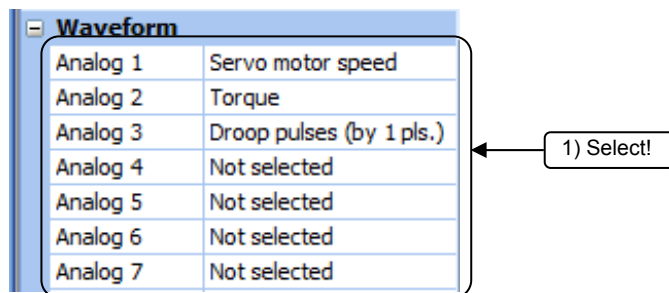 Waveform
Analog 1 Servo motor speed
Analog 2 Torque
Analog 3 Droop pulses (by 1 pls.)
Analog 4 Not selected
Analog 5 Not selected
Analog 6 Not selected
Analog 7 Not selected
1) Select!